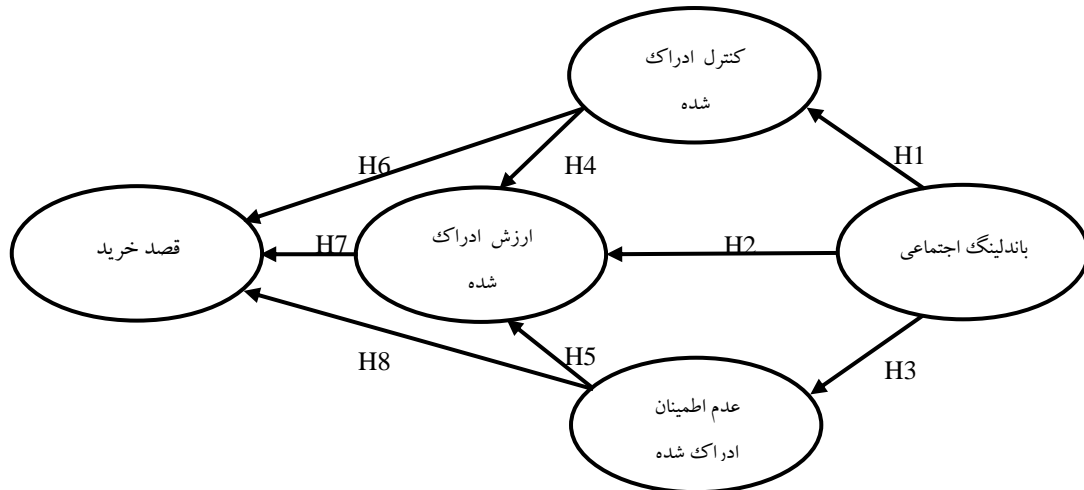 کنترل ادراک
شده
H1
H6
H4
باندلینگ اجتماعی
H2
ارزش ادراک
شده
H7
قصد خرید
H3
H5
H8
عدم اطمینان
ادراک شده